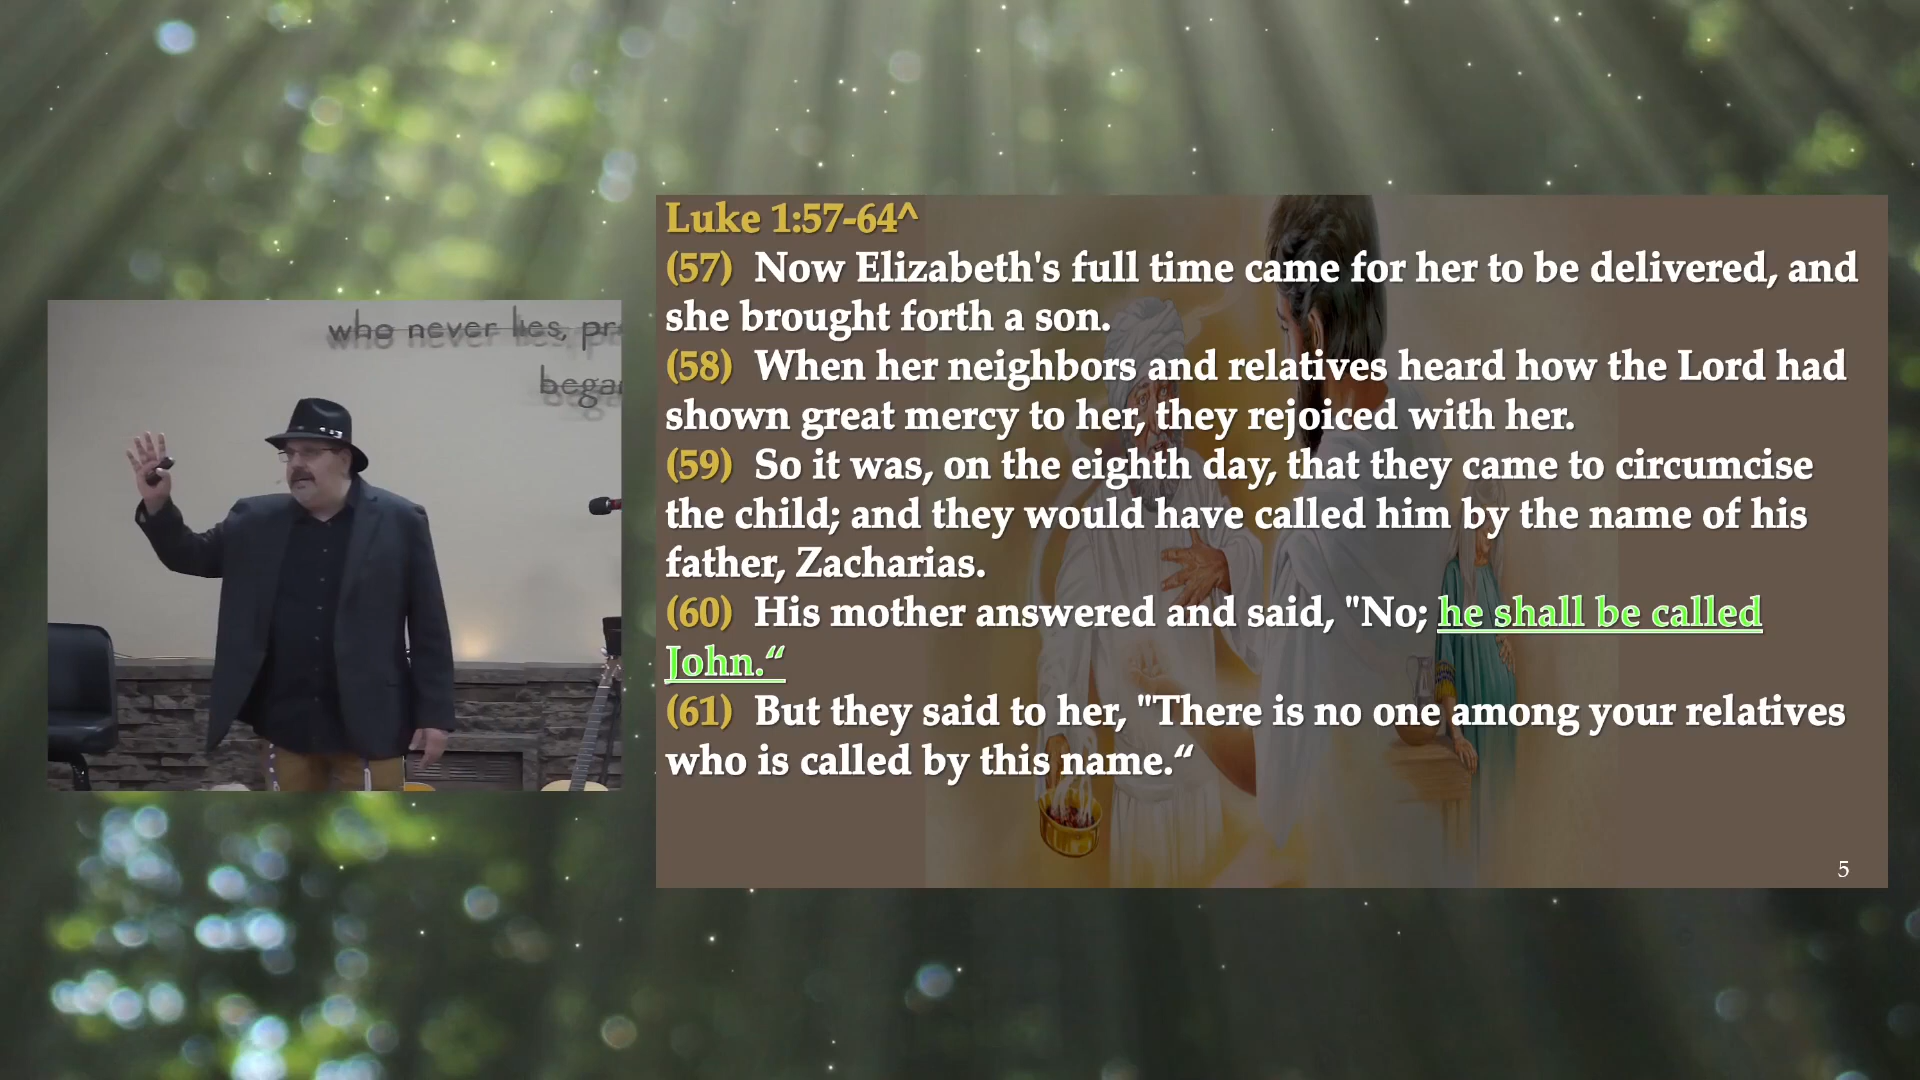 who never lies, pr
began
Luke 1:57-64^
(57) Now Elizabeth's full time came for her to be delivered, and
she brought forth a son.
(58) When her neighbors and relatives heard how the Lord had
shown great mercy to her, they rejoiced with her.
(59) So it was, on the eighth day, that they came to circumcise
the child; and they would have called him by the name of his
father, Zacharias.
(60) His mother answered and said, "No; he shall be called
John.“
(61) But they said to her, "There is no one among your relatives
who is called by this name.“
5